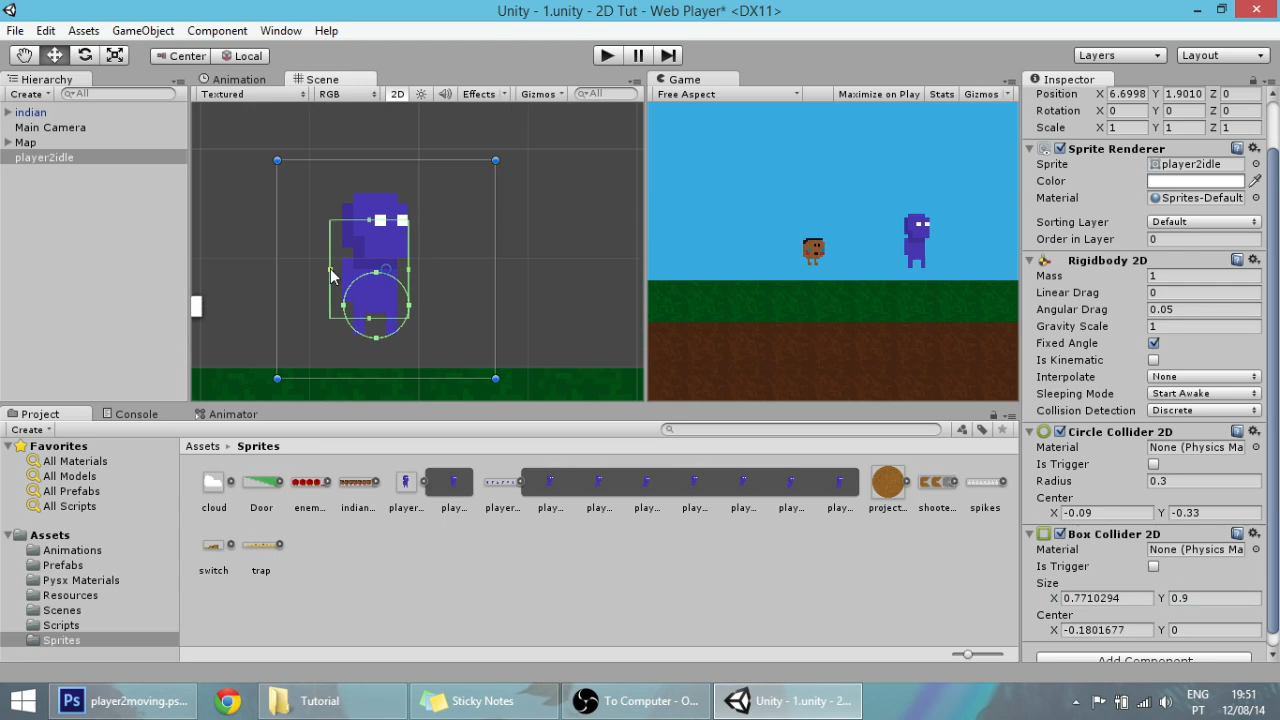 Unity - 1.unity - 2D Tut - Web Player* <DX11>
File Edit Assets GameObject Component Window Help
Center Local Layers Layout
Hierarchy Animation Scene Game Inspector
Create All Textured RGB 2D Effects Gizmos All Free Aspect Maximize on Play Stats Gizmos
Position X 6.6998 Y 1.9010 Z 0
indian Rotation X 0 Y 0 Z 0
Main Camera Scale X 1 Y 1 Z 1
Map
player2idle
Sprite Renderer
Sprite player2idle
Color
Material Sprites-Default
Sorting Layer Default
Order in Layer 0
Rigidbody 2D
Mass 1
Linear Drag 0
Angular Drag 0.05
Gravity Scale 1
Fixed Angle
Is Kinematic
Interpolate None
Sleeping Mode Start Awake
Collision Detection Discrete
Circle Collider 2D
Material None (Physics Ma
Is Trigger
Radius 0.3
Center
X -0.09 Y -0.33
Box Collider 2D
Material None (Physics Ma
Is Trigger
Size
X 0.7710294 Y 0.9
Center
X -0.1801677 Y 0
Add Component
Project Console Animator
Create
Favorites
All Materials
All Models
All Prefabs
All Scripts
Assets
Animations
Prefabs
Pysx Materials
Resources
Scenes
Scripts
Sprites
Assets Sprites
cloud Door enem... indian... player... play... player... play... play... play... play... play... play... play... project... shoote... spikes
switch trap
player2moving.ps... Tutorial Sticky Notes To Computer - O... Unity - 1.unity - 2... ENG 19:51
PT 12/08/14